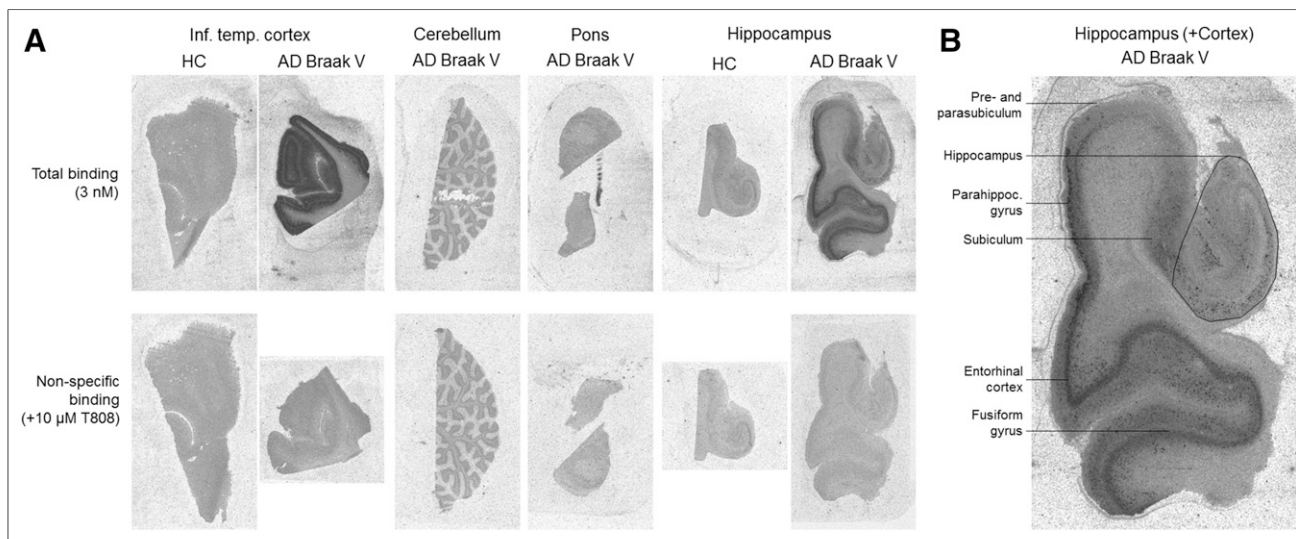 A
Inf. temp. cortex
Cerebellum
Pons
Hippocampus
HC
AD Braak V
AD Braak V
AD Braak V
HC
AD Braak V
Total binding
(3 nM)
Non-specific
binding
(+10 µM T808)
B
Hippocampus (+Cortex)
AD Braak V
Pre- and
parasubiculum
Hippocampus
Parahippoc.
gyrus
Subiculum
Entorhinal
cortex
Fusiform
gyrus